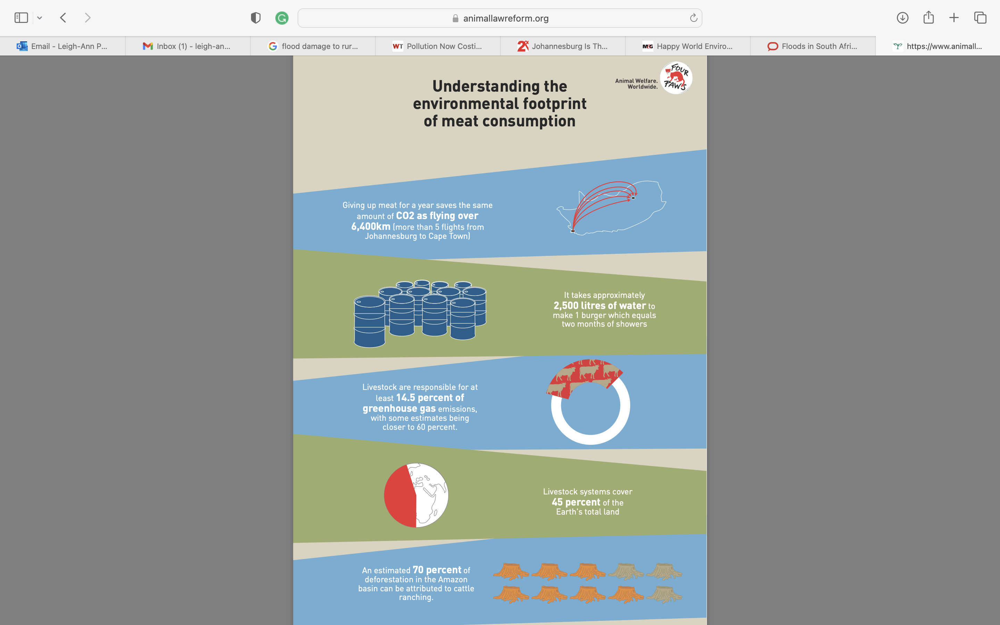 animallawreform.org
Email - Leigh-Ann P...
Inbox (1) - leigh-an...
flood damage to rur...
WT Pollution Now Costi...
Johannesburg Is Th...
M&G Happy World Enviro...
Floods in South Afri...
https://www.animall...
Understanding the
environmental footprint
of meat consumption
Animal Welfare.
Worldwide.
FOUR
PAWS
Giving up meat for a year saves the same
amount of CO2 as flying over
6,400km (more than 5 flights from
Johannesburg to Cape Town)
It takes approximately
2,500 litres of water to
make 1 burger which equals
two months of showers
Livestock are responsible for at
least 14.5 percent of
greenhouse gas emissions,
with some estimates being
closer to 60 percent.
Livestock systems cover
45 percent of the
Earth's total land
An estimated 70 percent of
deforestation in the Amazon
basin can be attributed to cattle
ranching.